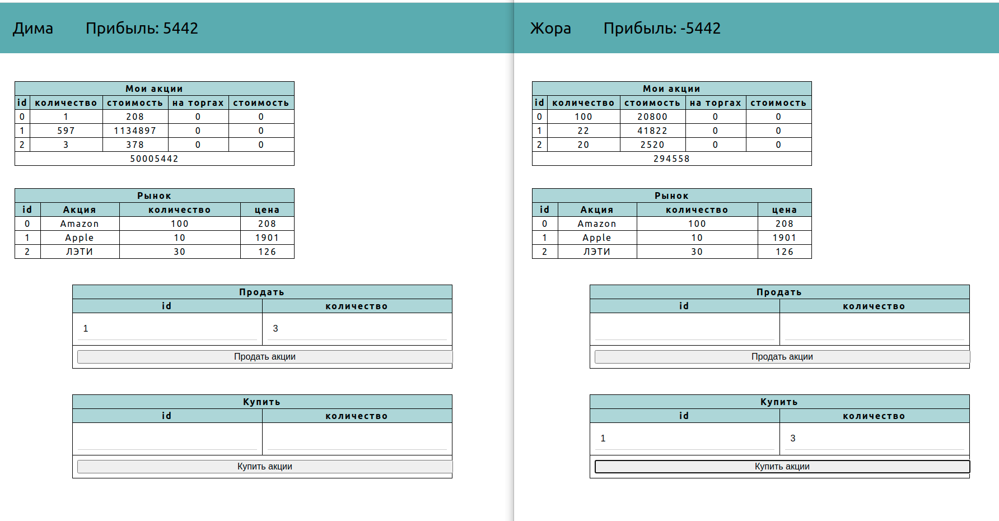 Дима Прибыль: 5442
Мои акции
id количество стоимость на торгах стоимость
0 1 208 0 0
1 597 1134897 0 0
2 3 378 0 0
50005442
Рынок
id Акция количество цена
0 Amazon 100 208
1 Apple 10 1901
2 ЛЭТИ 30 126
Продать
id количество
1 3
Продать акции
Купить
id количество
Купить акции
Жора Прибыль: -5442
Мои акции
id количество стоимость на торгах стоимость
0 100 20800 0 0
1 22 41822 0 0
2 20 2520 0 0
294558
Рынок
id Акция количество цена
0 Amazon 100 208
1 Apple 10 1901
2 ЛЭТИ 30 126
Продать
id количество
Продать акции
Купить
id количество
1 3
Купить акции